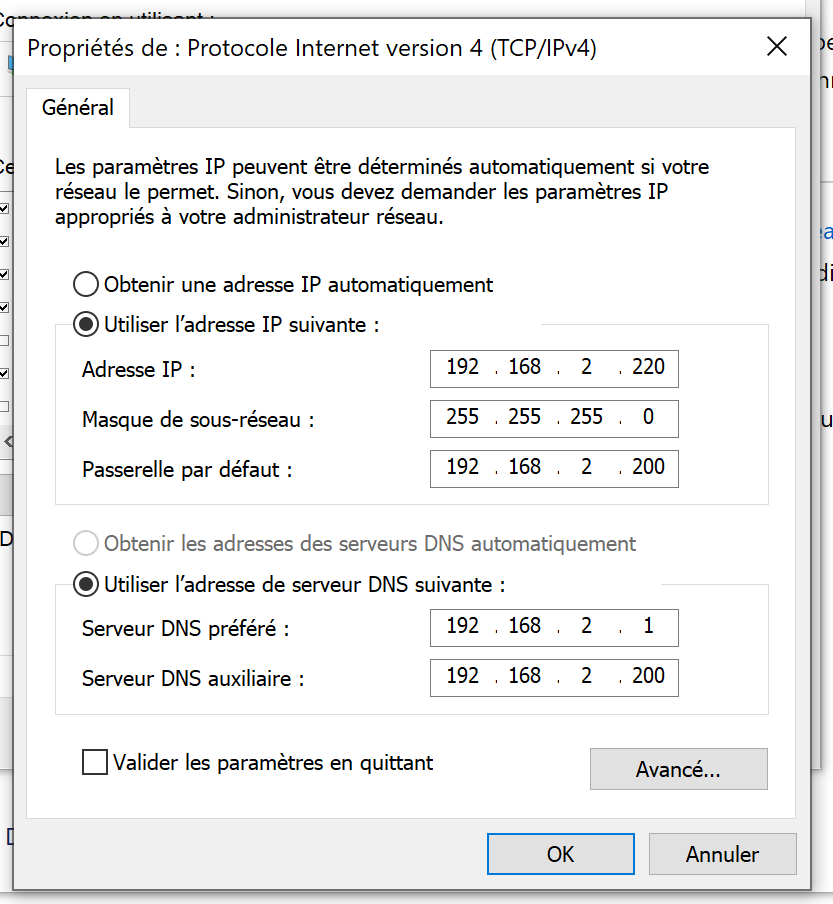 Connexion en utilisant :
Propriétés de : Protocole Internet version 4 (TCP/IPv4)
Général
Les paramètres IP peuvent être déterminés automatiquement si votre
réseau le permet. Sinon, vous devez demander les paramètres IP
appropriés à votre administrateur réseau.
Obtenir une adresse IP automatiquement
Utiliser l’adresse IP suivante :
Adresse IP : 192 . 168 . 2 . 220
Masque de sous-réseau : 255 . 255 . 255 . 0
Passerelle par défaut : 192 . 168 . 2 . 200
Obtenir les adresses des serveurs DNS automatiquement
Utiliser l’adresse de serveur DNS suivante :
Serveur DNS préféré : 192 . 168 . 2 . 1
Serveur DNS auxiliaire : 192 . 168 . 2 . 200
Valider les paramètres en quittant
Avancé...
OK Annuler